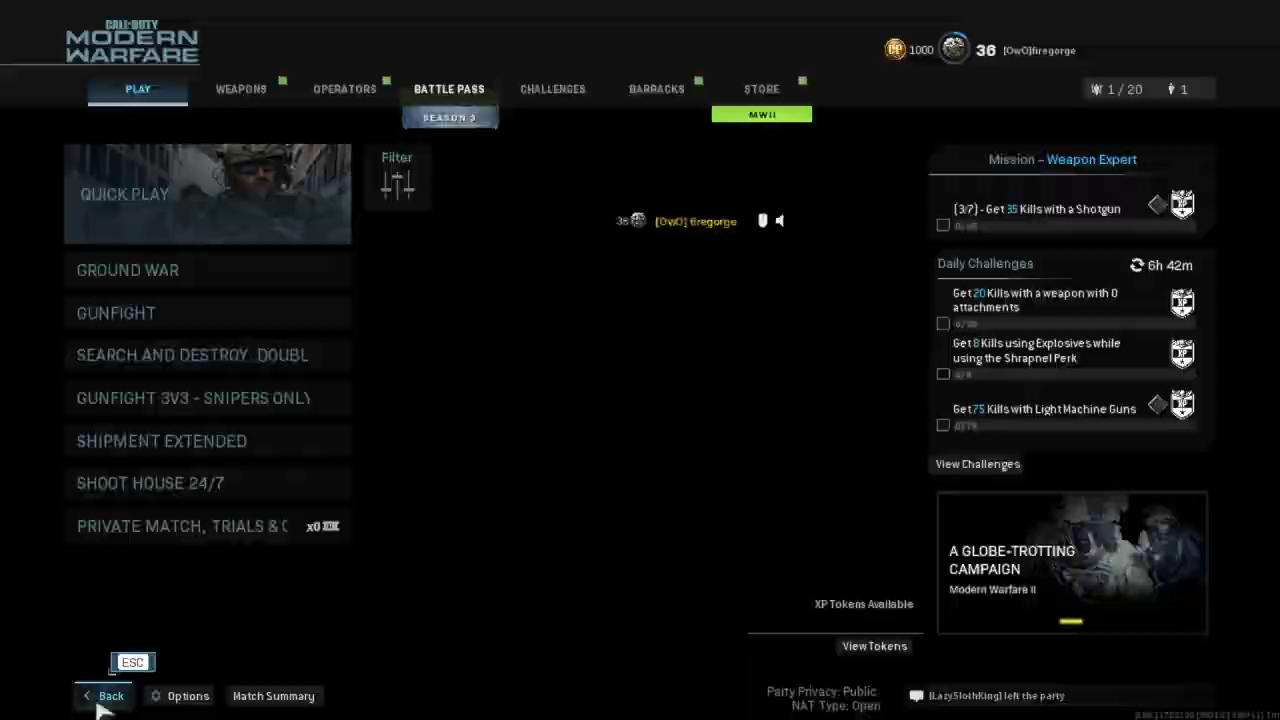 CALL OF DUTY
MODERN
WARFARE
1000
36
[OwO]firegorge
PLAY
WEAPONS
OPERATORS
BATTLE PASS
CHALLENGES
BARRACKS
STORE
1 / 20
1
SEASON 3
MWII
QUICK PLAY
Filter
GROUND WAR
GUNFIGHT
SEARCH AND DESTROY DOUBL
GUNFIGHT 3V3 - SNIPERS ONLY
SHIPMENT EXTENDED
SHOOT HOUSE 24/7
PRIVATE MATCH, TRIALS & C
x0
36
[OwO] firegorge
Mission - Weapon Expert
(3/7) - Get 35 Kills with a Shotgun
Daily Challenges
6h 42m
Get 20 Kills with a weapon with 0
attachments
Get 8 Kills using Explosives while
using the Shrapnel Perk
Get 75 Kills with Light Machine Guns
View Challenges
A GLOBE-TROTTING
CAMPAIGN
Modern Warfare II
XP Tokens Available
View Tokens
ESC
Back
Options
Match Summary
Party Privacy: Public
NAT Type: Open
[LazySlothKing] left the party